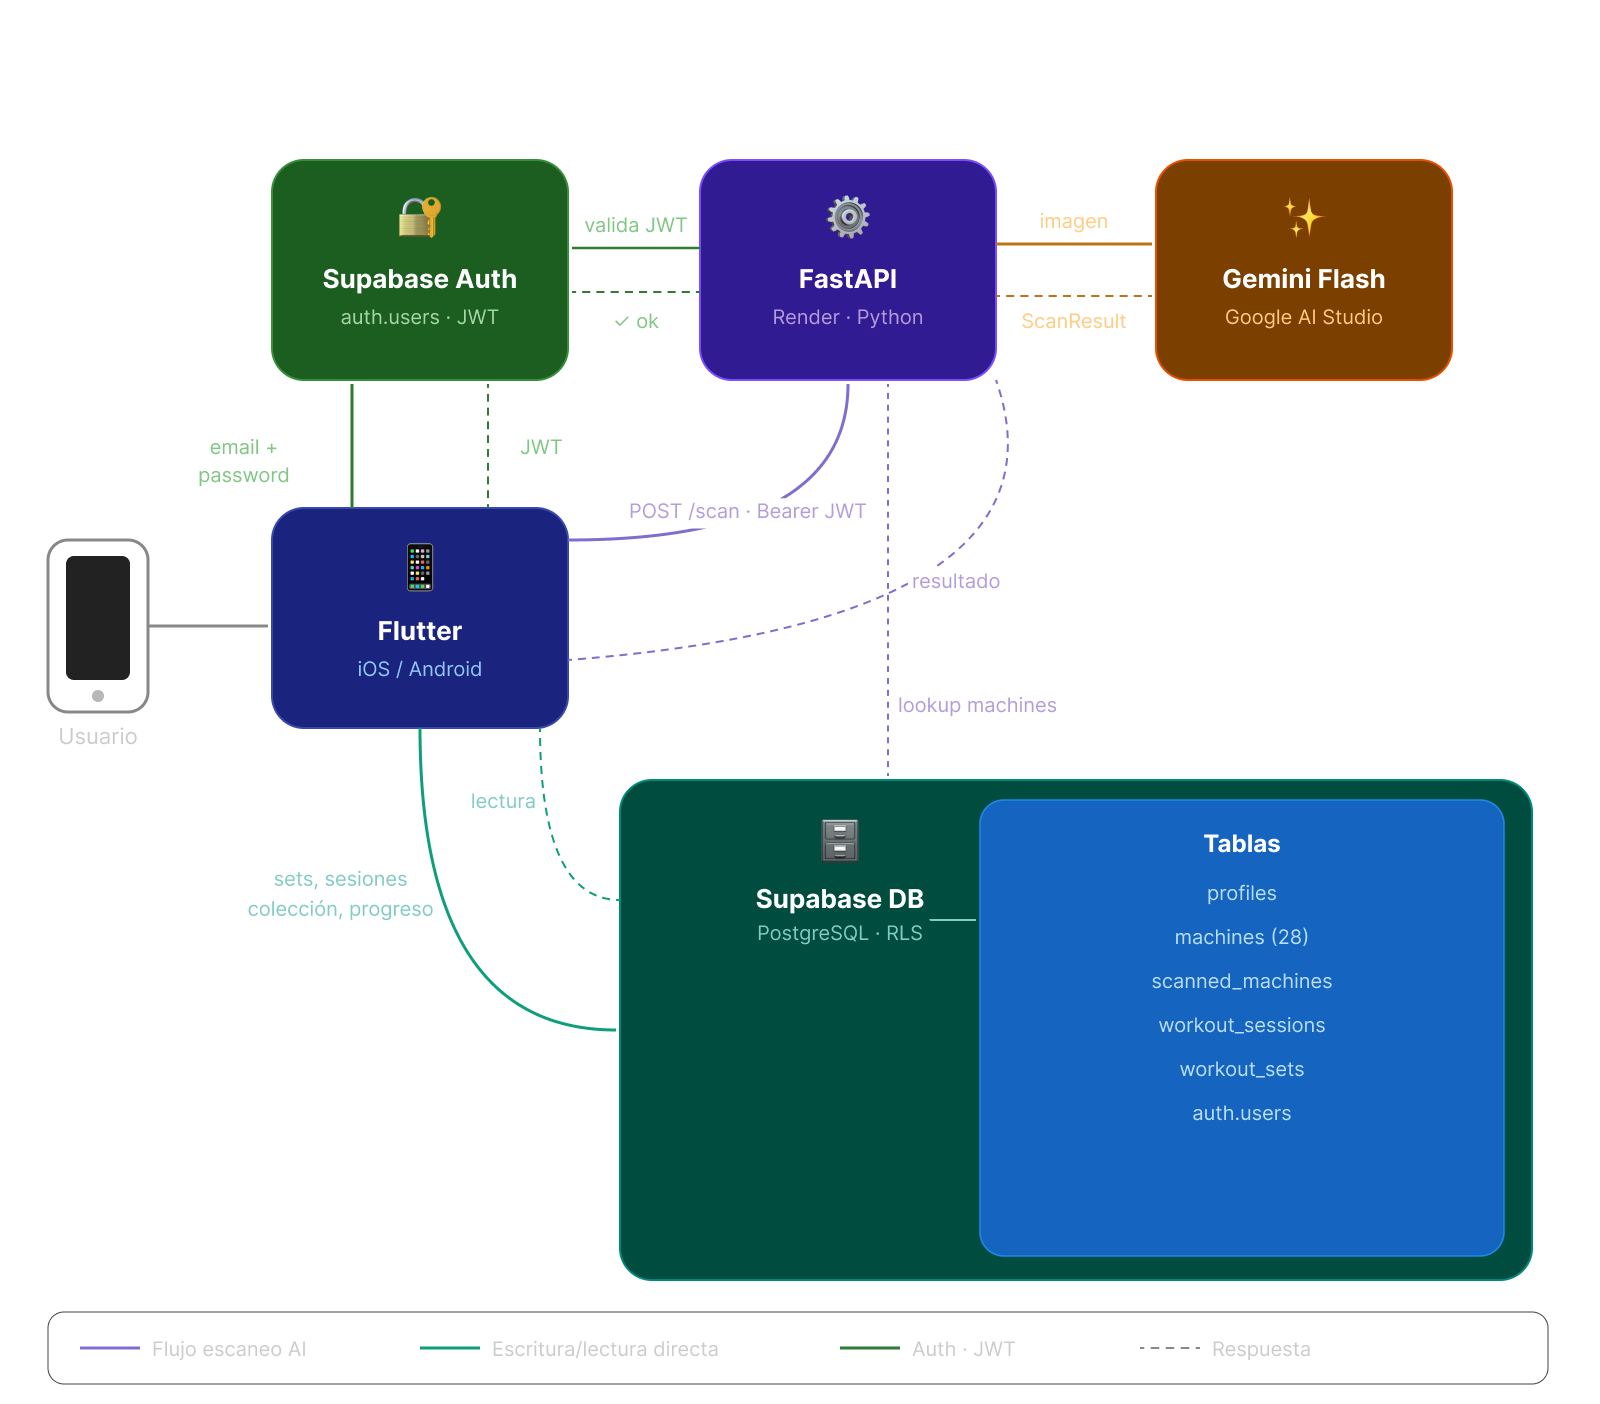 Supabase Auth
auth.users · JWT
valida JWT
✓ ok
FastAPI
Render · Python
imagen
ScanResult
Gemini Flash
Google AI Studio
email +
password
JWT
POST /scan · Bearer JWT
resultado
Flutter
iOS / Android
Usuario
lookup machines
lectura
sets, sesiones
colección, progreso
Supabase DB
PostgreSQL · RLS
Tablas
profiles
machines (28)
scanned_machines
workout_sessions
workout_sets
auth.users
Flujo escaneo AI
Escritura/lectura directa
Auth · JWT
Respuesta